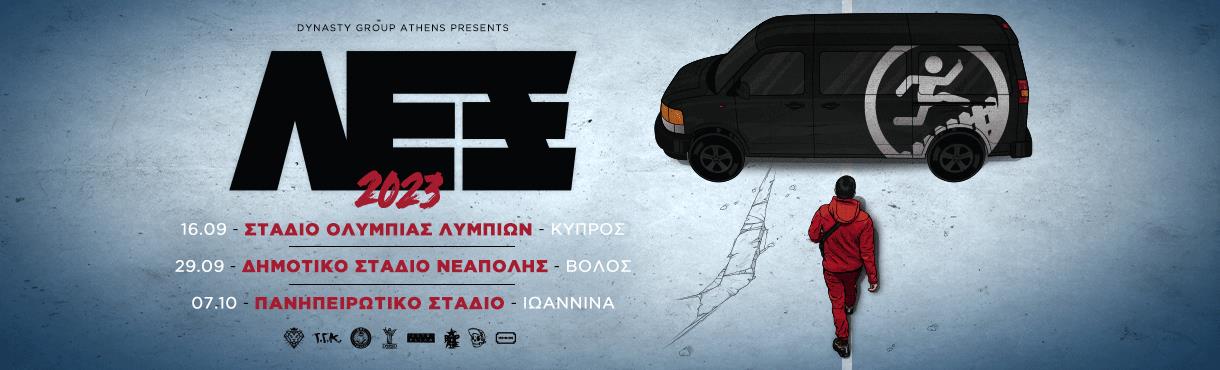 DYNASTY GROUP ATHENS PRESENTS
ΛΕΞ
2023
16.09 - ΣΤΑΔΙΟ ΟΛΥΜΠΙΑΣ ΛΥΜΠΙΩΝ - ΚΥΠΡΟΣ
29.09 - ΔΗΜΟΤΙΚΟ ΣΤΑΔΙΟ ΝΕΑΠΟΛΗΣ - ΒΟΛΟΣ
07.10 - ΠΑΝΗΠΕΙΡΩΤΙΚΟ ΣΤΑΔΙΟ - ΙΩΑΝΝΙΝΑ
Τ.Γ.Κ.